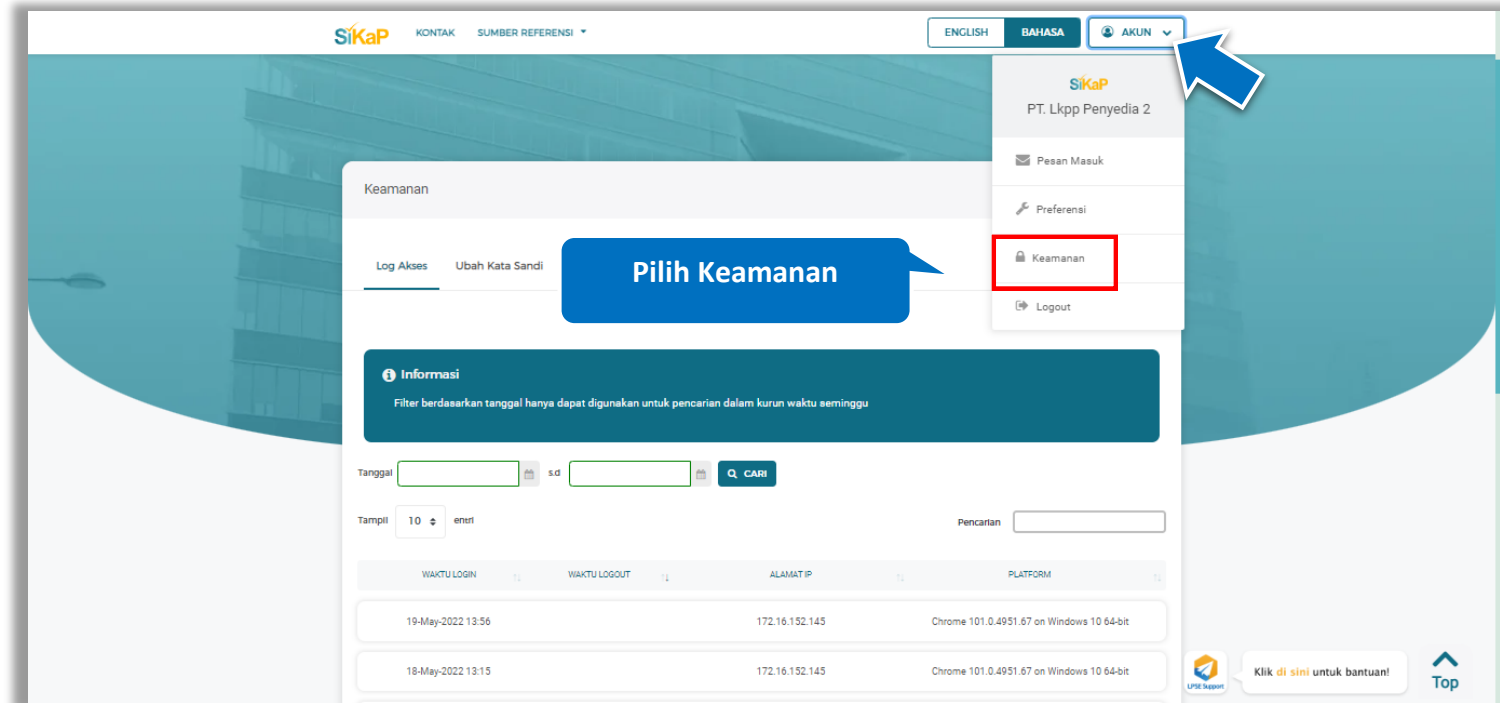 SiKaP KONTAK SUMBER REFERENSI ENGLISH BAHASA AKUN
SiKaP
PT. Lkpp Penyedia 2
Pesan Masuk
Preferensi
Keamanan
Logout
Keamanan
Log Akses Ubah Kata Sandi
Pilih Keamanan
Informasi
Filter berdasarkan tanggal hanya dapat digunakan untuk pencarian dalam kurun waktu seminggu
Tanggal s.d CARI
Tampil 10 entri Pencarian
WAKTU LOGIN WAKTU LOGOUT ALAMAT IP PLATFORM
19-May-2022 13:56 172.16.152.145 Chrome 101.0.4951.67 on Windows 10 64-bit
18-May-2022 13:15 172.16.152.145 Chrome 101.0.4951.67 on Windows 10 64-bit
LPSE Support
Klik di sini untuk bantuan!
Top